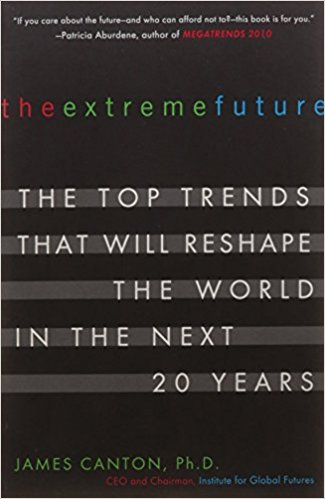 "If you care about the future—and who can afford not to?—this book is for you."
—Patricia Aburdene, author of MEGATRENDS 2010
theextremefuture
THE TOP TRENDS
THAT WILL RESHAPE
THE WORLD
IN THE NEXT
20 YEARS
JAMES CANTON, Ph.D.
CEO and Chairman, Institute for Global Futures